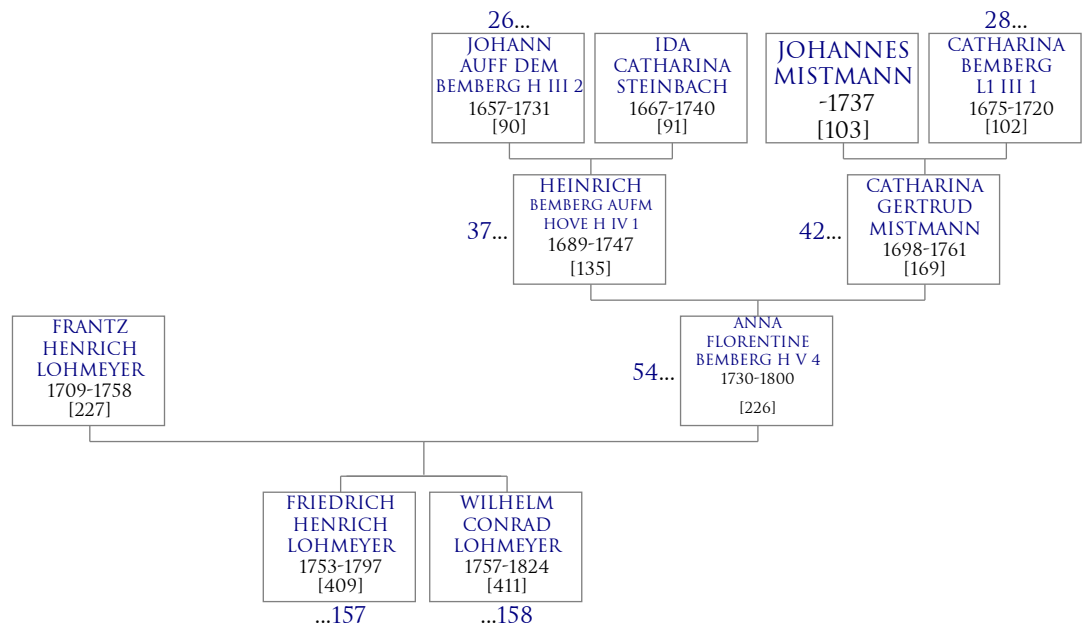 26...
JOHANN
AUFF DEM
BEMBERG H III 2
1657-1731
[90]
IDA
CATHARINA
STEINBACH
1667-1740
[91]
JOHANNES
MISTMANN
-1737
[103]
28...
CATHARINA
BEMBERG
L1 III 1
1675-1720
[102]
37...
HEINRICH
BEMBERG AUFM
HOVE H IV 1
1689-1747
[135]
42...
CATHARINA
GERTRUD
MISTMANN
1698-1761
[169]
FRANTZ
HENRICH
LOHMEYER
1709-1758
[227]
54...
ANNA
FLORENTINE
BEMBERG H V 4
1730-1800
[226]
FRIEDRICH
HENRICH
LOHMEYER
1753-1797
[409]
...157
WILHELM
CONRAD
LOHMEYER
1757-1824
[411]
...158